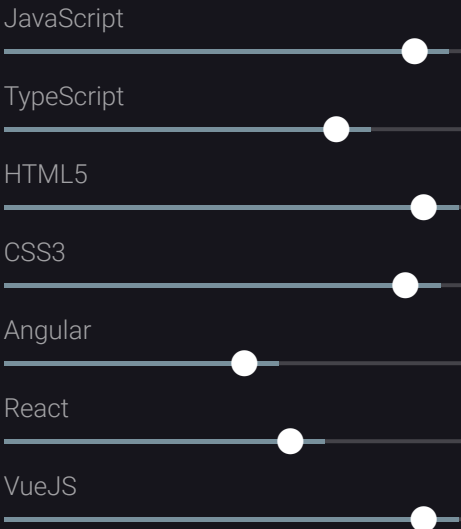 JavaScript
TypeScript
HTML5
CSS3
Angular
React
VueJS